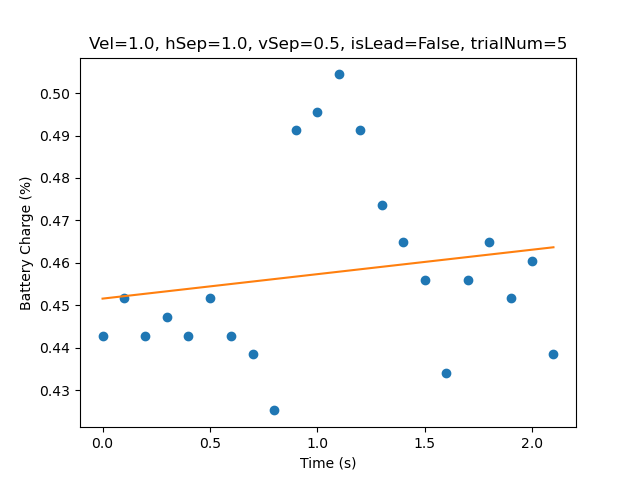 Vel=1.0, hSep=1.0, vSep=0.5, isLead=False, trialNum=5
0.50
0.49
0.48
0.47
0.46
0.45
0.44
0.43
Battery Charge (%)
0.0 0.5 1.0 1.5 2.0
Time (s)